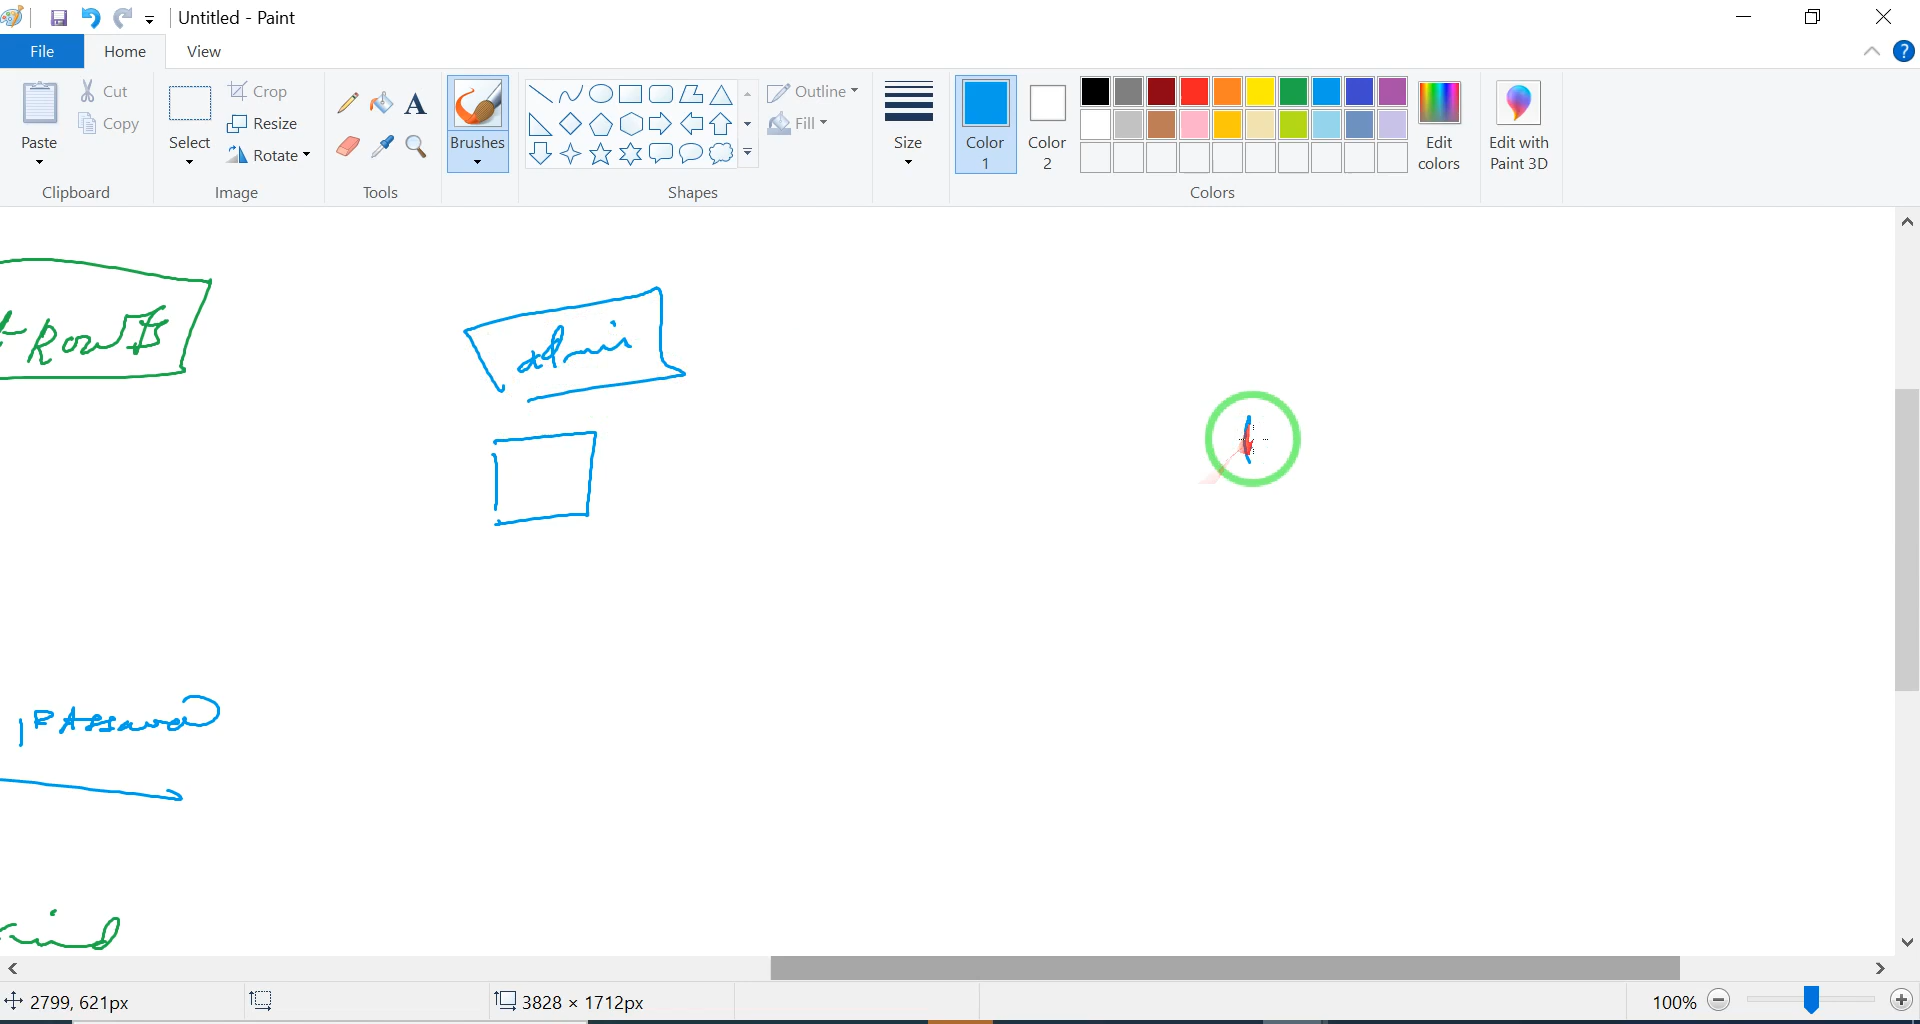 Untitled - Paint
File
Home
View
?
Paste
Cut
Copy
Clipboard
Select
Crop
Resize
Rotate
Image
A
Tools
Brushes
Shapes
Outline
Fill
Size
Color
1
Color
2
Colors
Edit
colors
Edit with
Paint 3D
2799, 621px
3828 × 1712px
100%